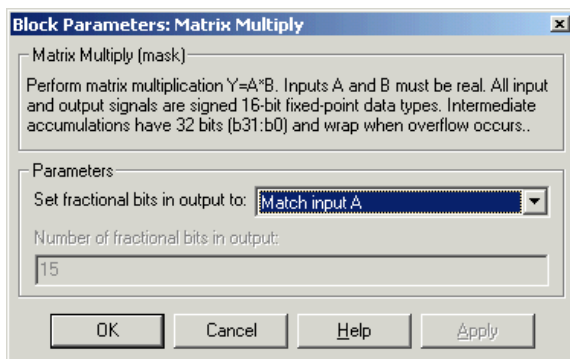 Block Parameters: Matrix Multiply
Matrix Multiply (mask)
Perform matrix multiplication Y=A*B. Inputs A and B must be real. All input
and output signals are signed 16-bit fixed-point data types. Intermediate
accumulations have 32 bits (b31:b0) and wrap when overflow occurs..
Parameters
Set fractional bits in output to: Match input A
Number of fractional bits in output:
15
OK Cancel Help Apply